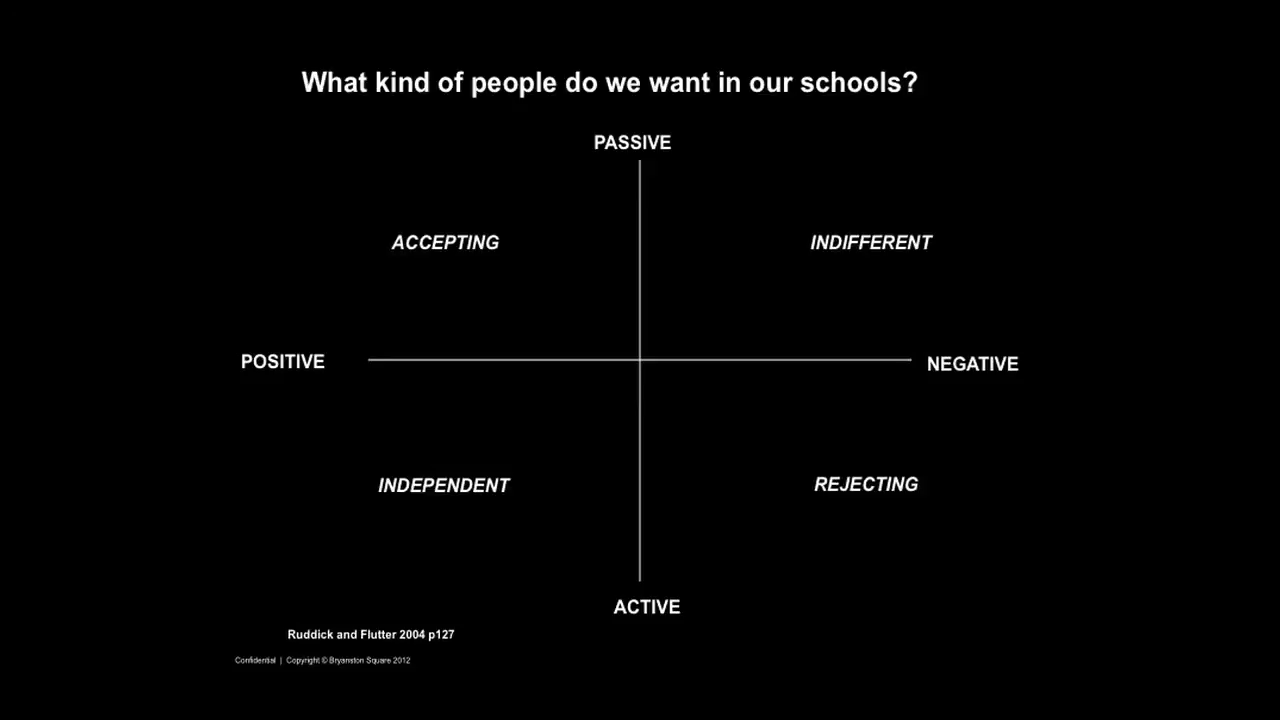 What kind of people do we want in our schools?
PASSIVE
ACCEPTING
INDIFFERENT
POSITIVE
NEGATIVE
INDEPENDENT
REJECTING
ACTIVE
Ruddick and Flutter 2004 p127
Confidential | Copyright © Bryanston Square 2012